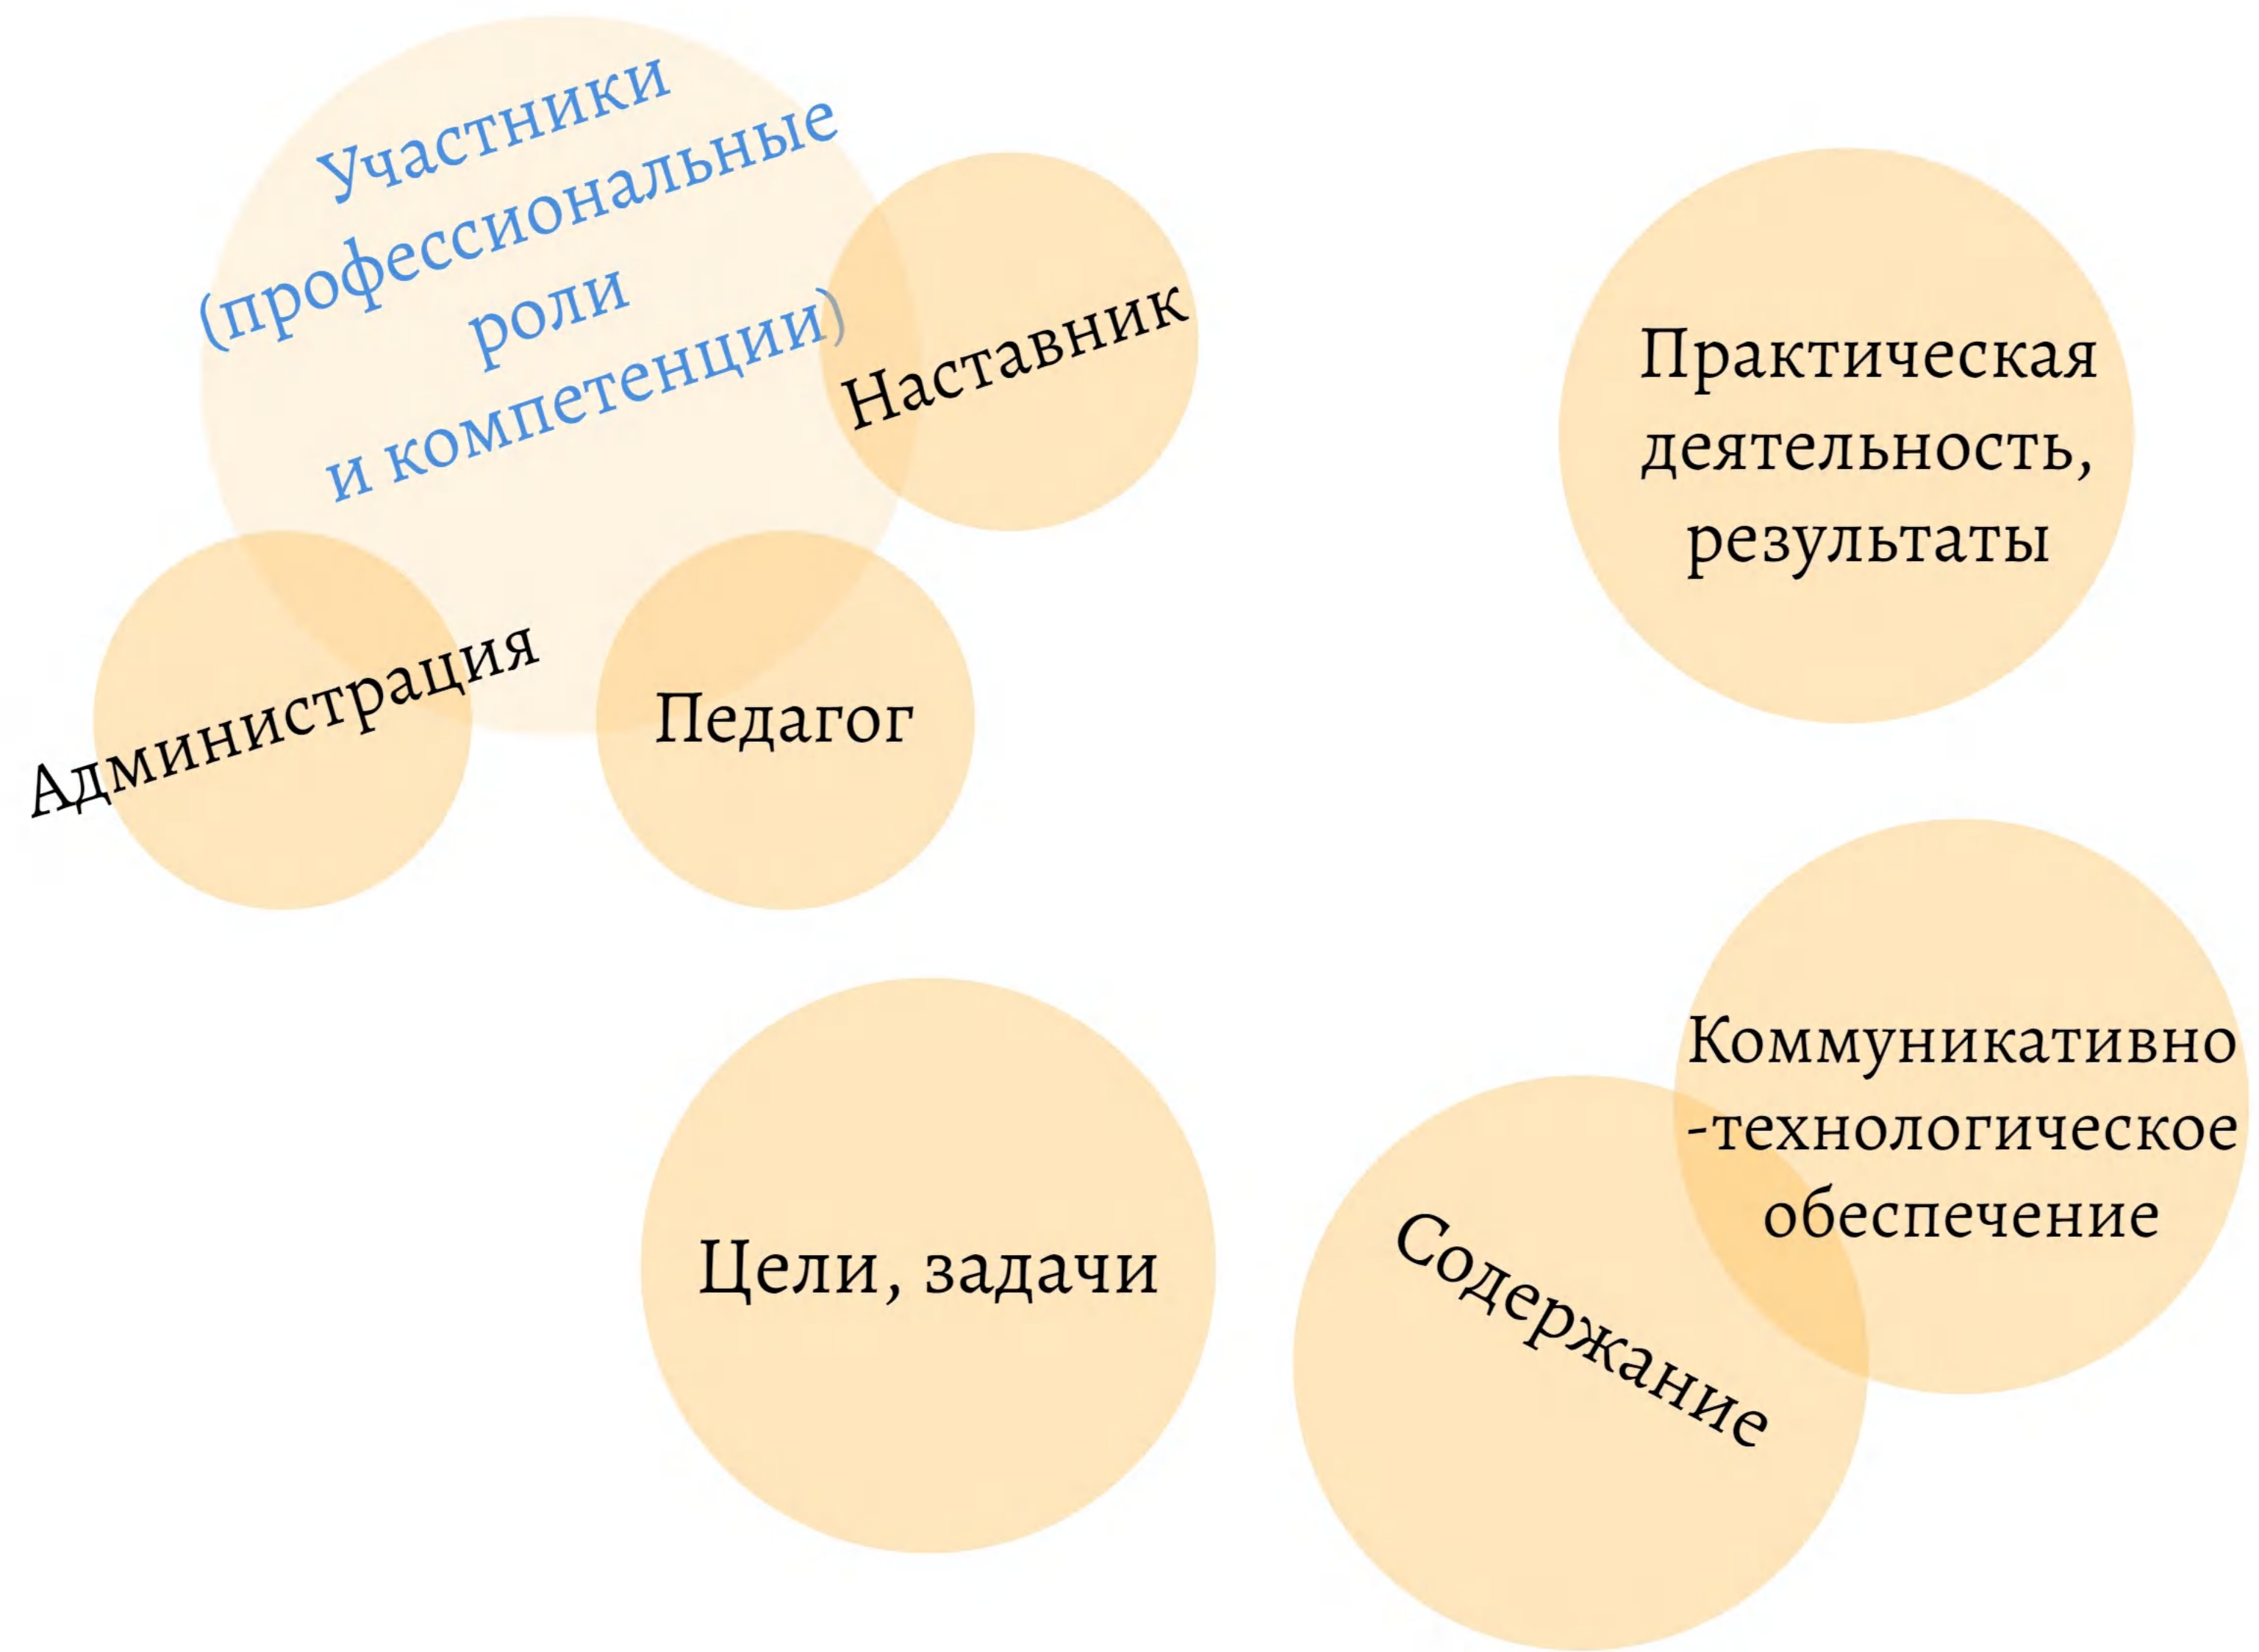 Участники
(профессиональные
роли
и компетенции)
Наставник
Администрация
Педагог
Практическая
деятельность,
результаты
Цели, задачи
Коммуникативно
-технологическое
обеспечение
Содержание